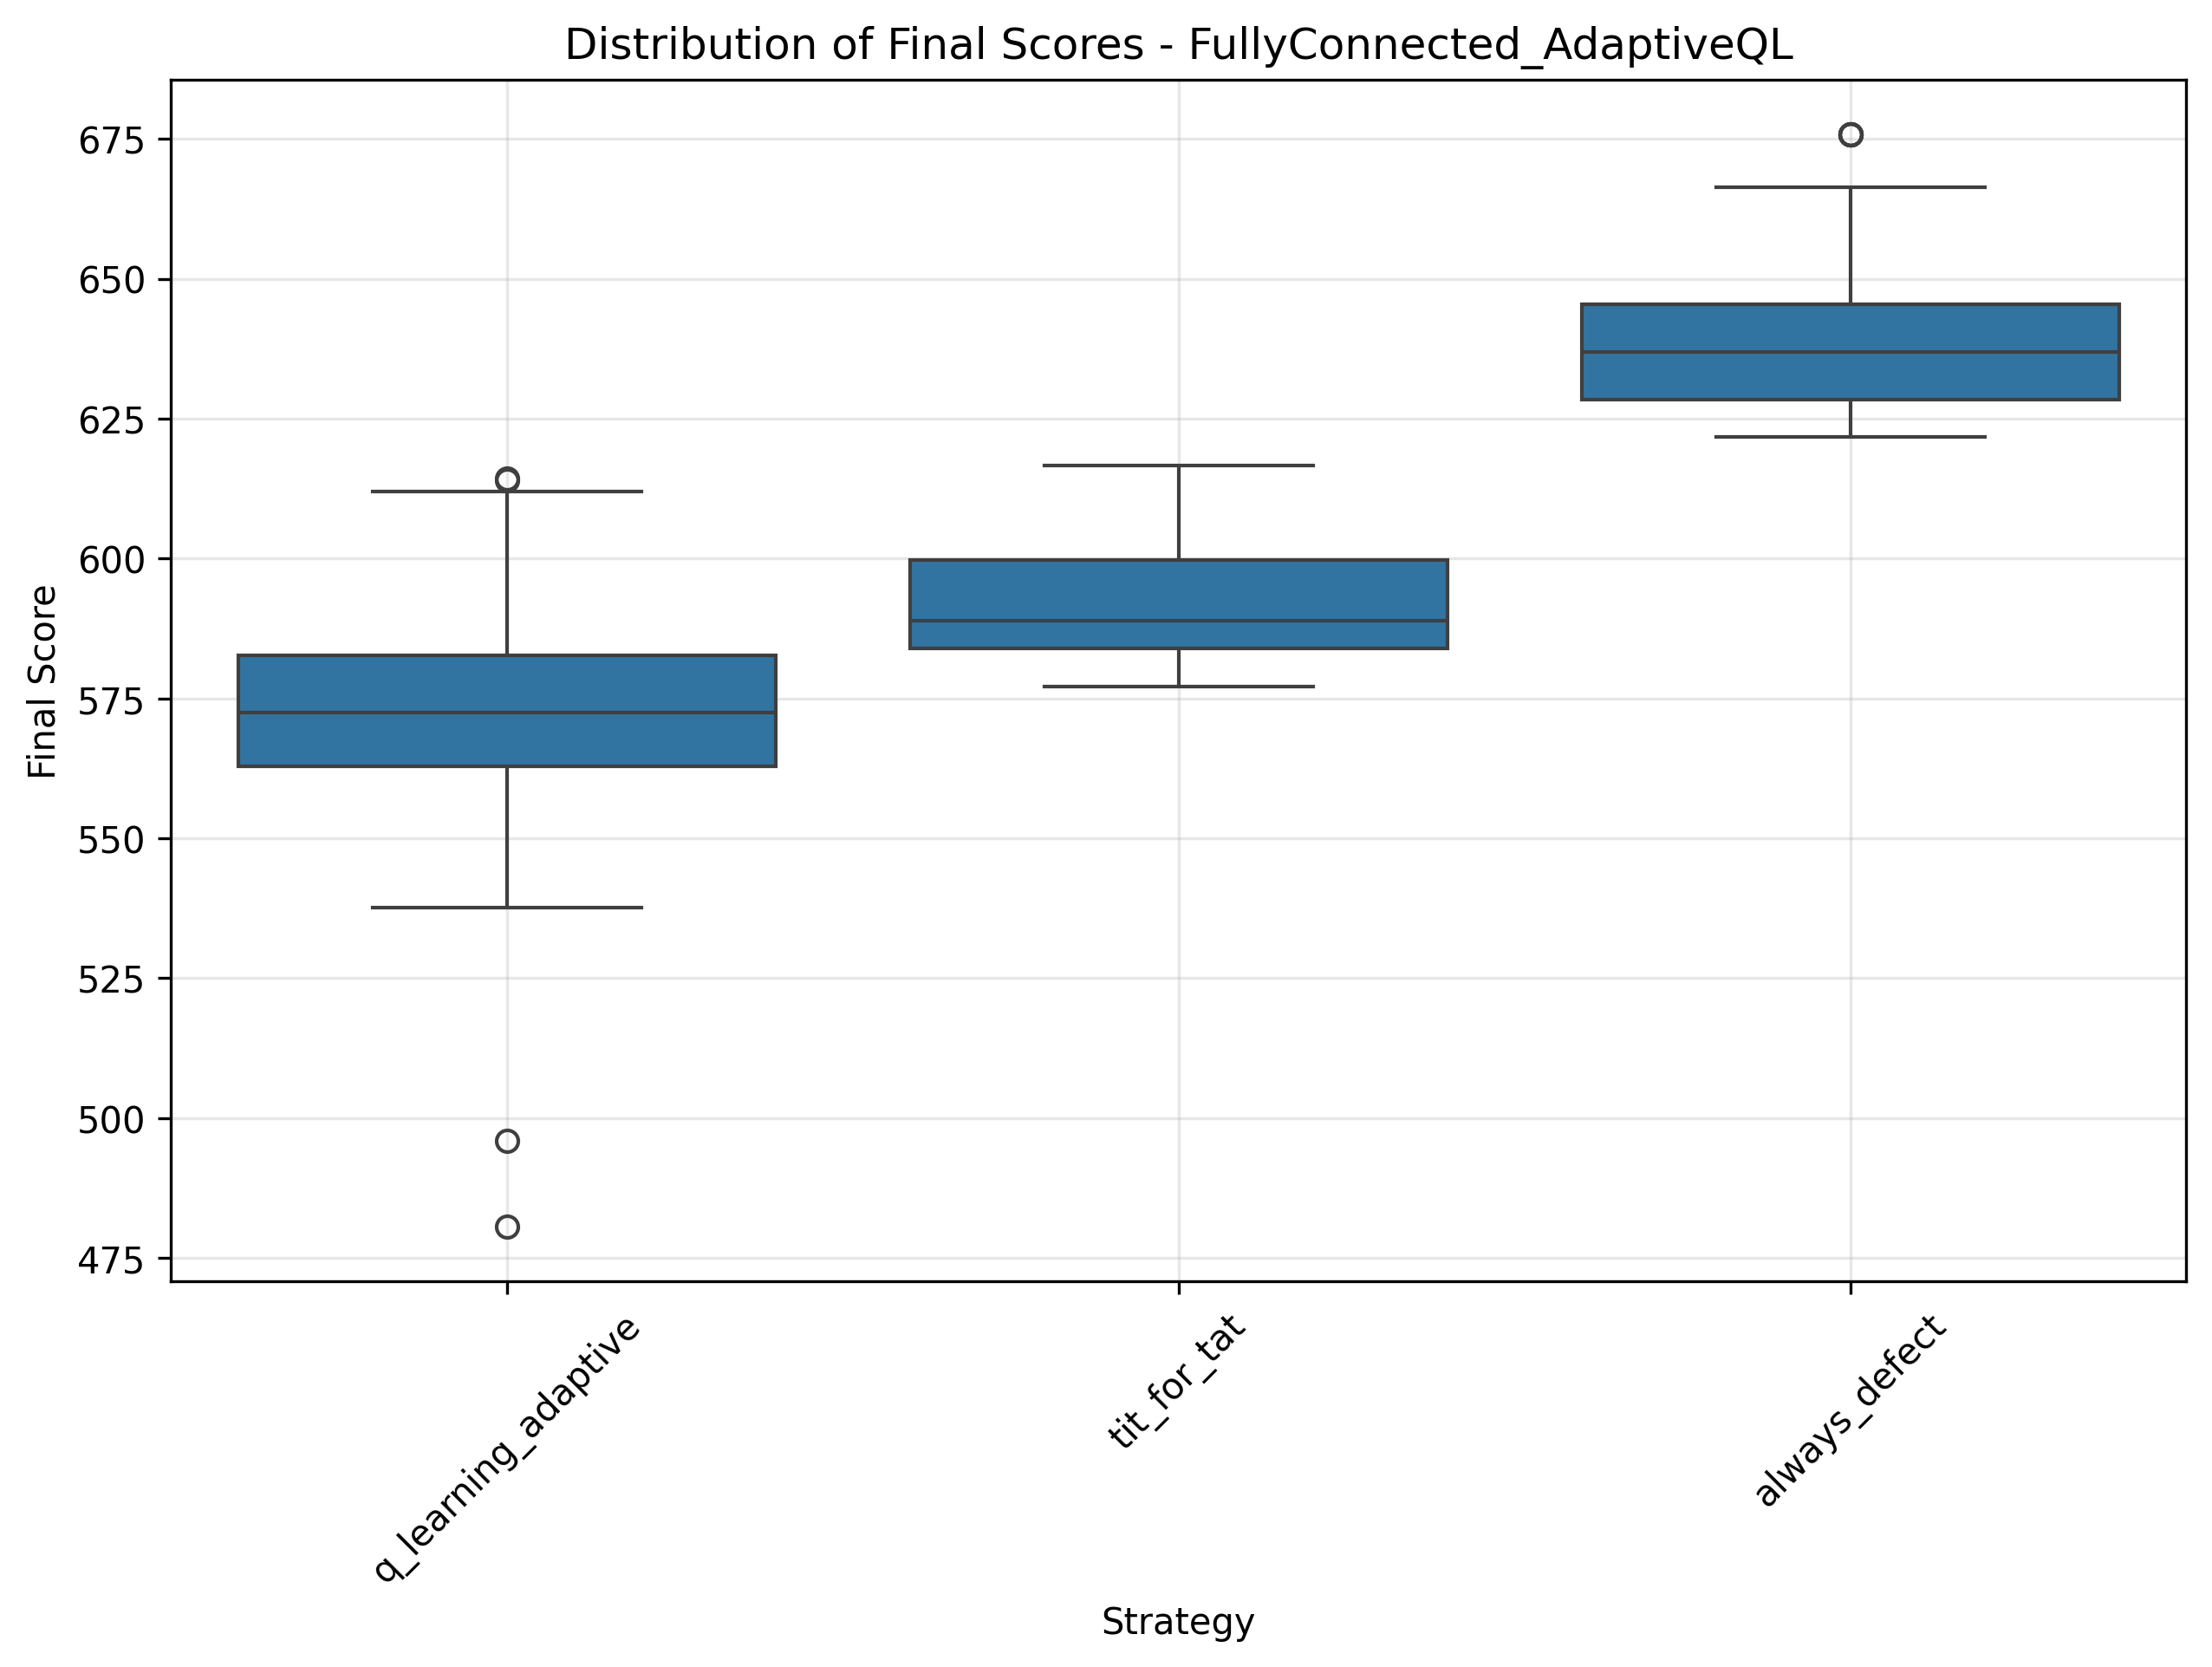 Distribution of Final Scores - FullyConnected_AdaptiveQL
Final Score
675
650
625
600
575
550
525
500
475
q_learning_adaptive
tit_for_tat
always_defect
Strategy